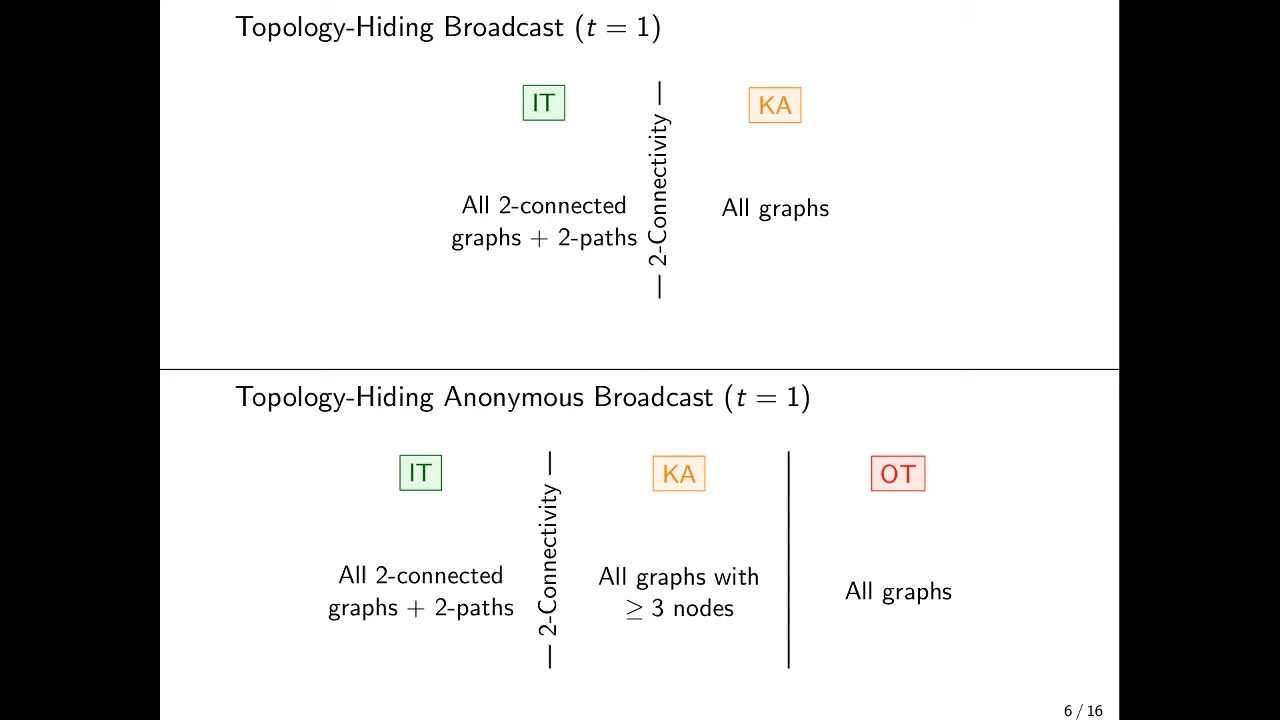 Topology-Hiding Broadcast (t = 1)
IT
KA
All 2-connected
graphs + 2-paths
— 2-Connectivity —
All graphs
Topology-Hiding Anonymous Broadcast (t = 1)
IT
KA
OT
All 2-connected
graphs + 2-paths
— 2-Connectivity —
All graphs with
≥ 3 nodes
All graphs
6 / 16